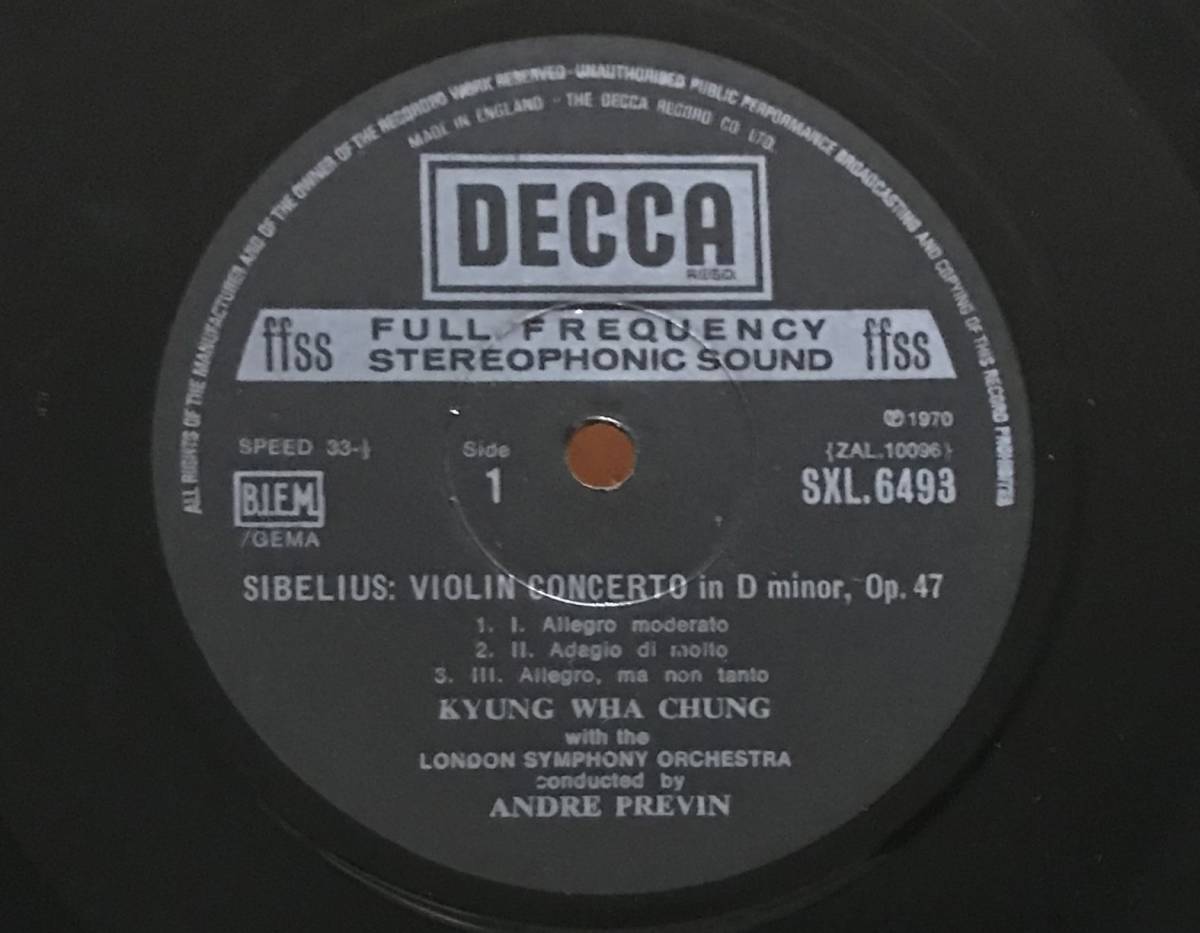 ALL RIGHTS OF THE MANUFACTURER AND OF THE OWNER OF THE RECORDED WORK RESERVED · UNAUTHORISED PUBLIC PERFORMANCE BROADCASTING AND COPYING OF THIS RECORD PROHIBITED
MADE IN ENGLAND · THE DECCA RECORD CO. LTD.
DECCA
REGD.
ffss FULL FREQUENCY ffss
STEREOPHONIC SOUND
℗ 1970
SPEED 33-⅓ Side {ZAL.10096}
B.I.E.M. 1 SXL.6493
/GEMA
SIBELIUS: VIOLIN CONCERTO in D minor, Op. 47
1. I. Allegro moderato
2. II. Adagio di molto
3. III. Allegro, ma non tanto
KYUNG WHA CHUNG
with the
LONDON SYMPHONY ORCHESTRA
conducted by
ANDRE PREVIN